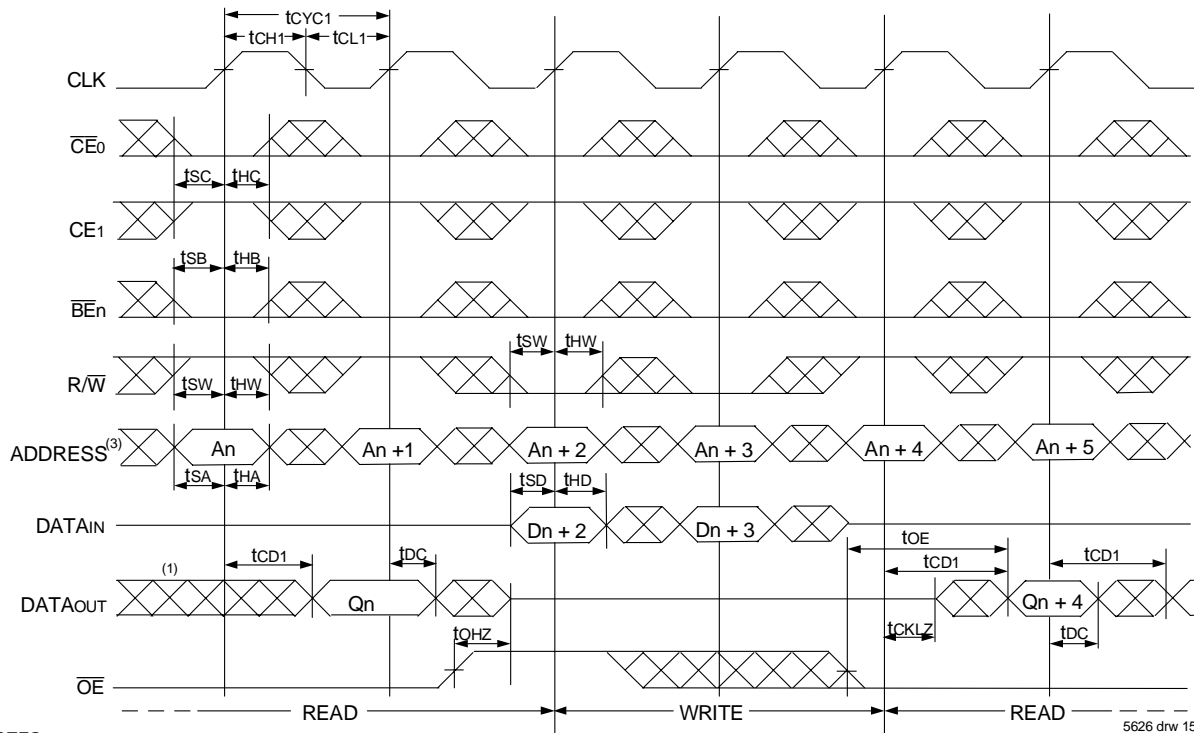 tCYC1
tCH1 tCL1
CLK
CE0
tSC tHC
CE1
tSB tHB
BEn
tSW tHW
R/W
tSW tHW
ADDRESS(3) An An +1 An + 2 An + 3 An + 4 An + 5
tSA tHA tSD tHD
DATAIN Dn + 2 Dn + 3
tOE
(1) tCD1 tDC tCD1 tCD1
DATAOUT Qn Qn + 4
tOHZ tCKLZ tDC
OE
READ WRITE READ
5626 drw 15